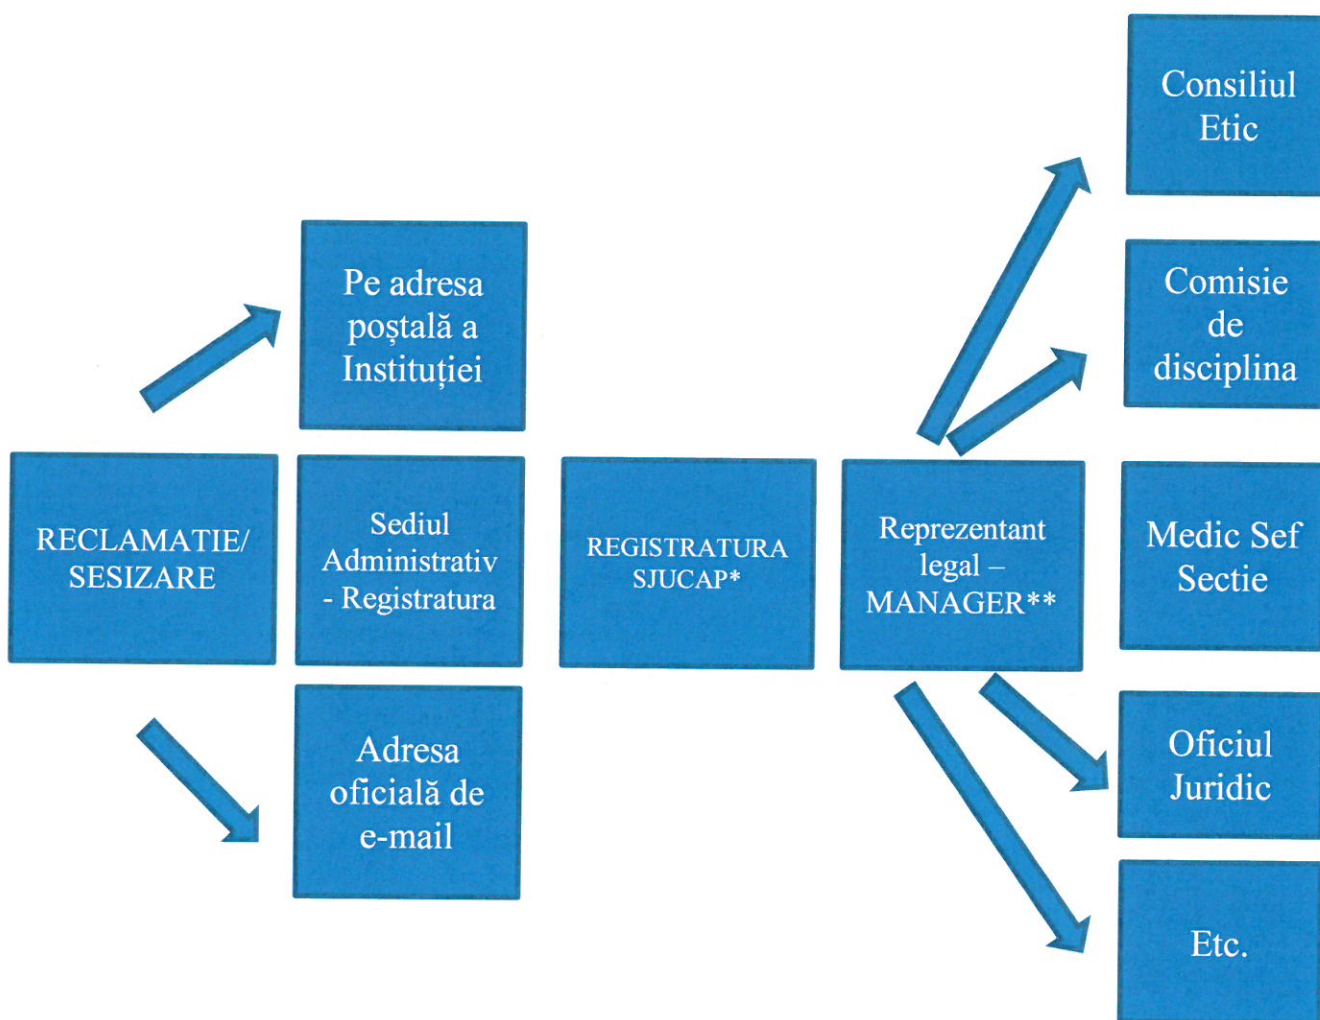 RECLAMATIE/
SESIZARE
Pe adresa
poștală a
Instituției
Sediul
Administrativ
- Registratura
Adresa
oficială de
e-mail
REGISTRATURA
SJUCAP*
Reprezentant
legal –
MANAGER**
Consiliul
Etic
Comisie
de
disciplina
Medic Sef
Sectie
Oficiul
Juridic
Etc.